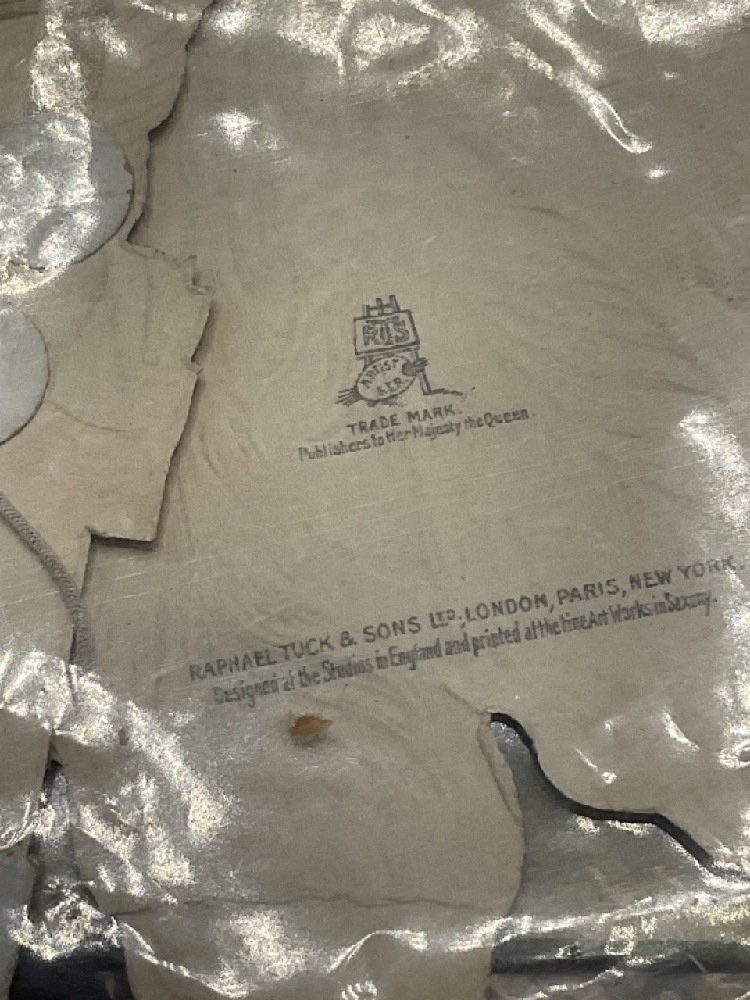 RTS
ARTIST
SER.
TRADE MARK.
Publishers to Her Majesty the Queen.
RAPHAEL TUCK & SONS LTD. LONDON, PARIS, NEW YORK.
Designed at the Studios in England and printed at the Fine Art Works in Saxony.